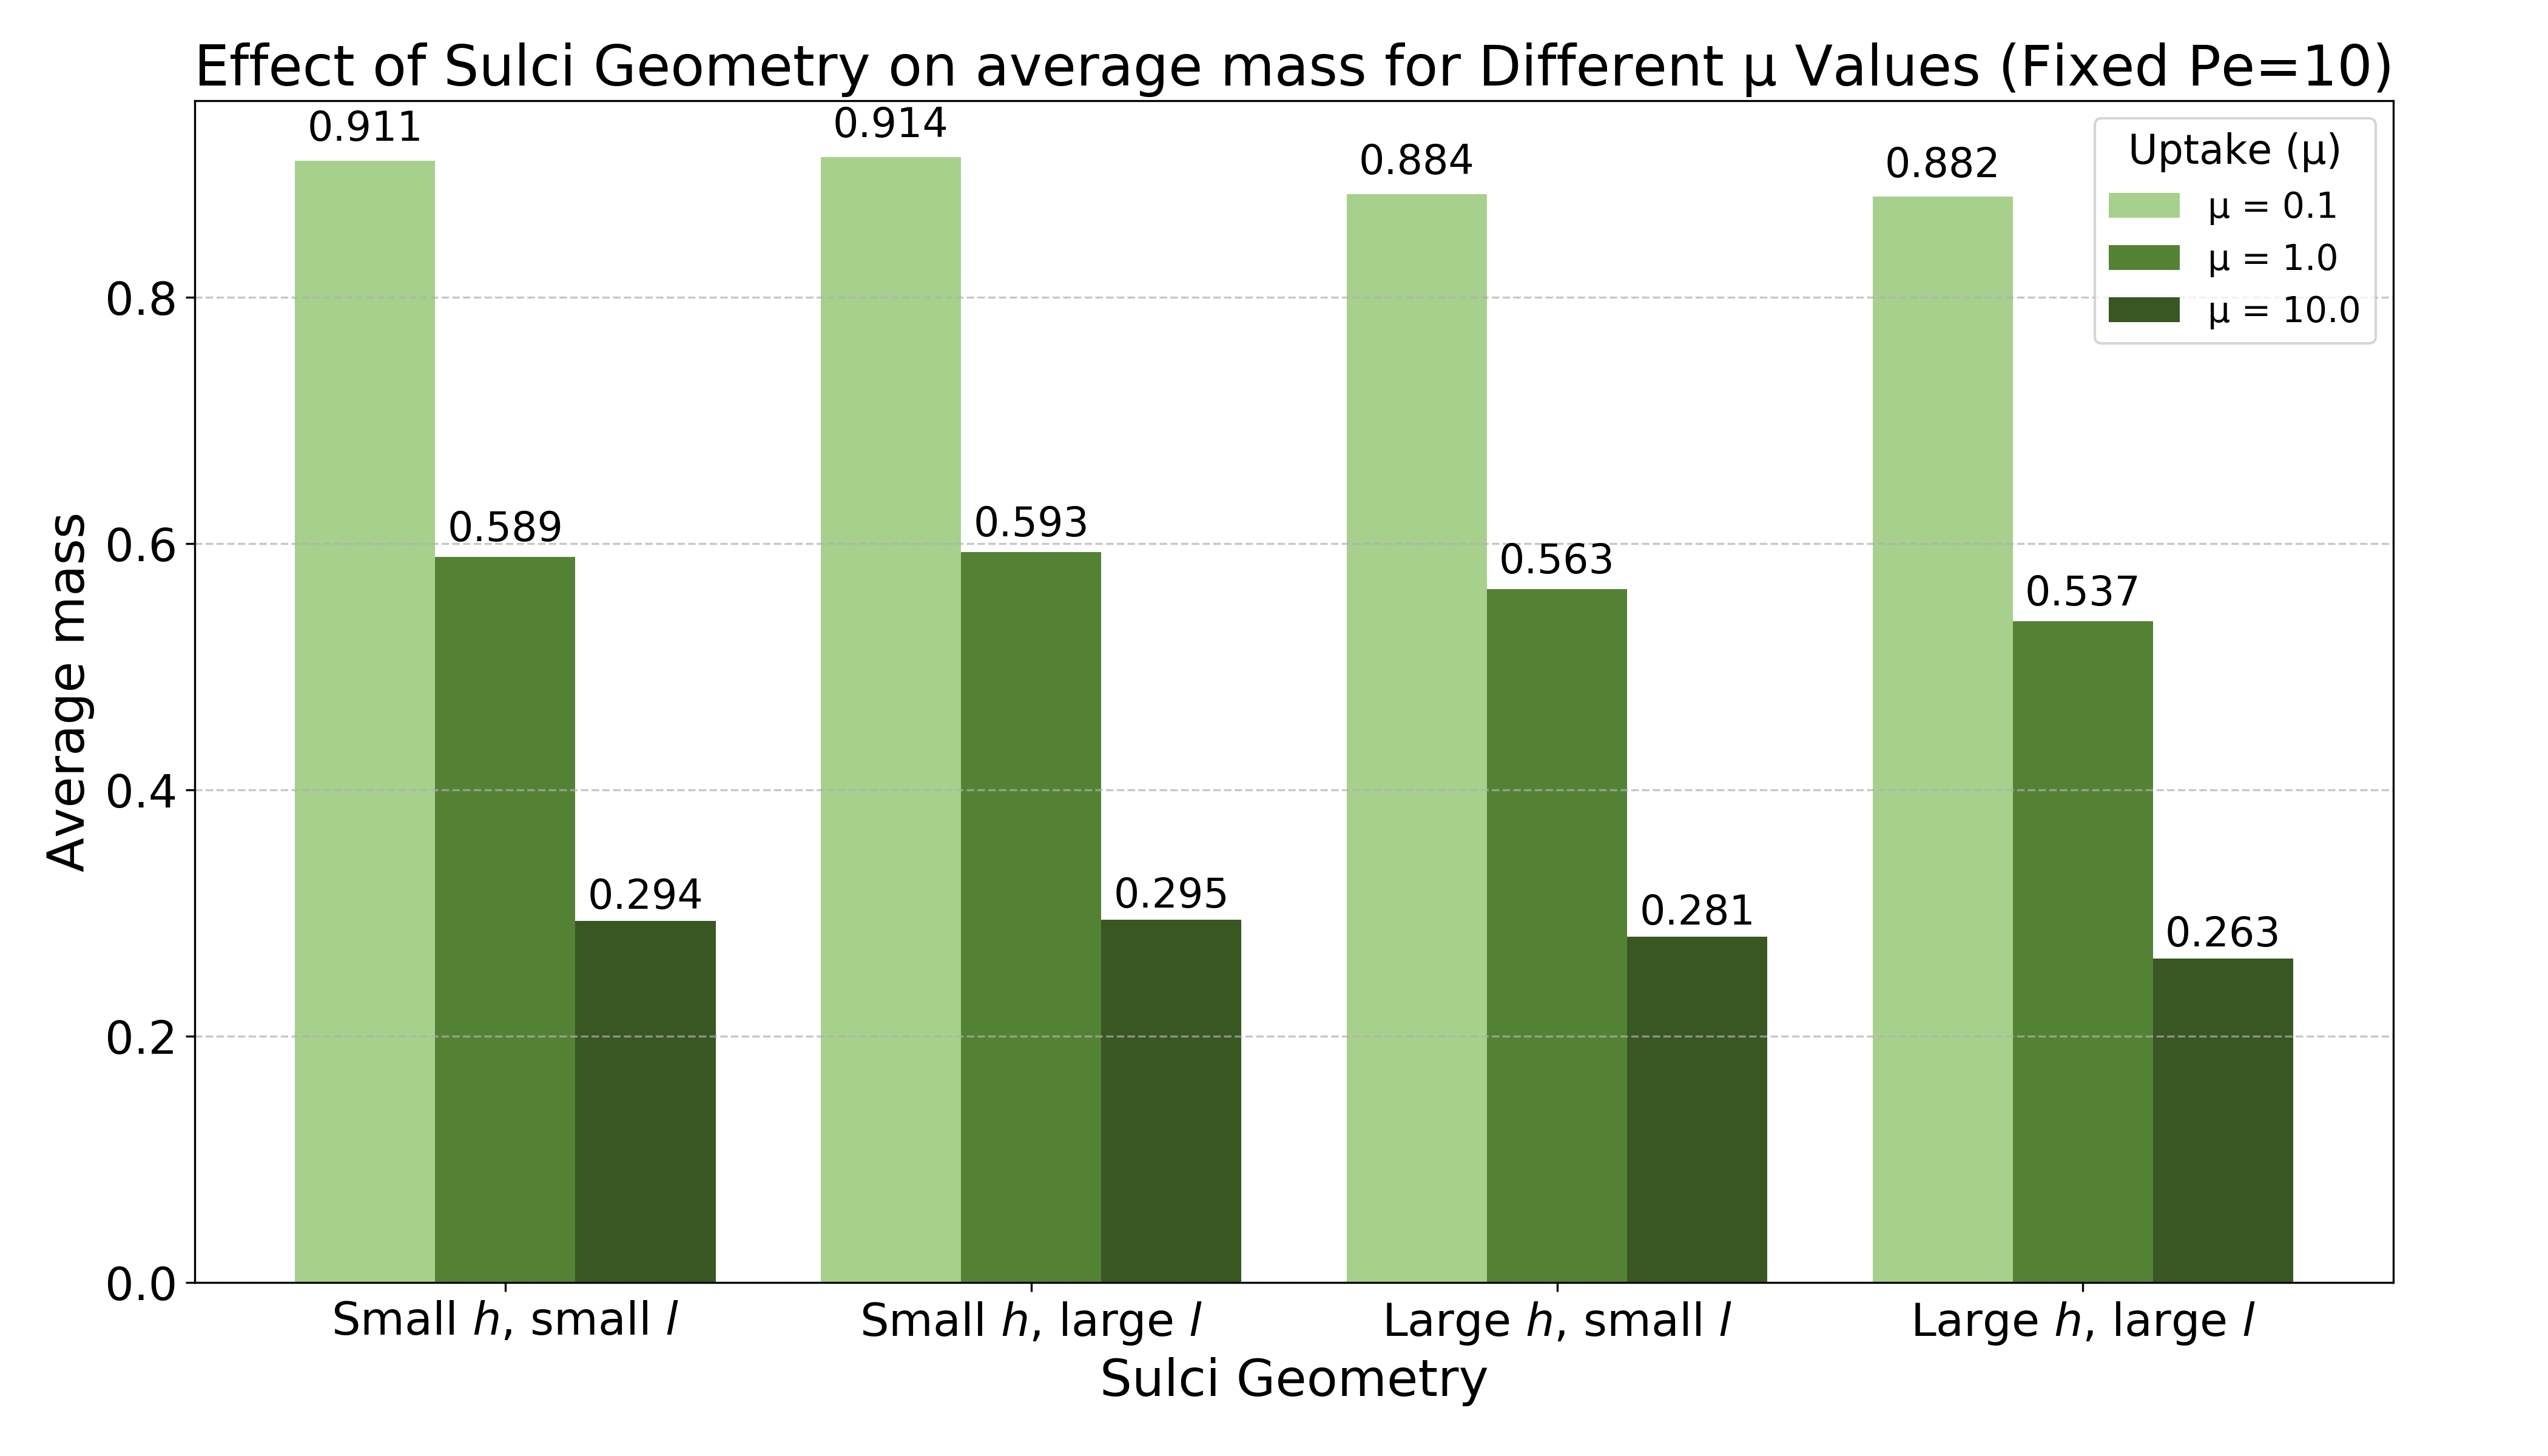 Effect of Sulci Geometry on average mass for Different μ Values (Fixed Pe=10)
Average mass
0.8
0.6
0.4
0.2
0.0
0.911
0.589
0.294
0.914
0.593
0.295
0.884
0.563
0.281
0.882
0.537
0.263
Uptake (μ)
μ = 0.1
μ = 1.0
μ = 10.0
Small h, small l
Small h, large l
Large h, small l
Large h, large l
Sulci Geometry